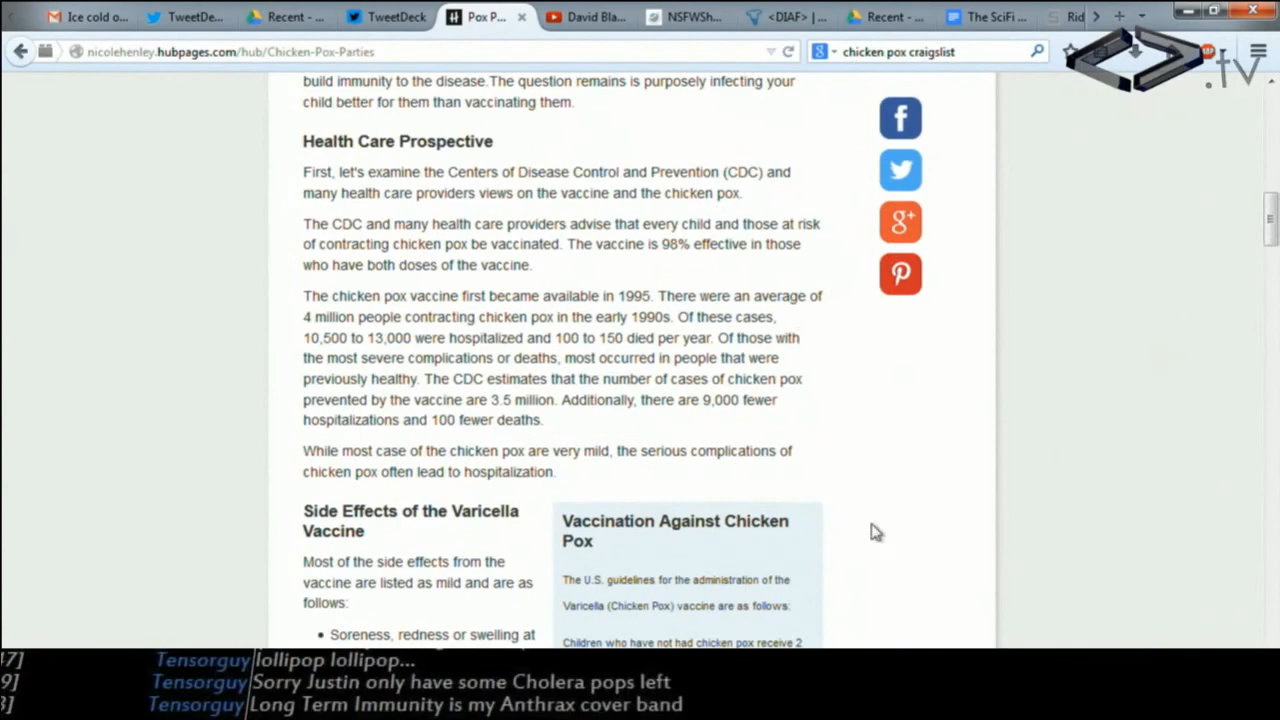 Ice cold o...
TweetDe...
Recent - ...
TweetDeck
Pox P...
David Bla...
NSFWSh...
<DIAF> | ...
Recent - ...
The SciFi ...
Rid
nicolehenley.hubpages.com/hub/Chicken-Pox-Parties
chicken pox craigslist
.tv
build immunity to the disease.The question remains is purposely infecting your
child better for them than vaccinating them.
Health Care Prospective
First, let's examine the Centers of Disease Control and Prevention (CDC) and
many health care providers views on the vaccine and the chicken pox.
The CDC and many health care providers advise that every child and those at risk
of contracting chicken pox be vaccinated. The vaccine is 98% effective in those
who have both doses of the vaccine.
The chicken pox vaccine first became available in 1995. There were an average of
4 million people contracting chicken pox in the early 1990s. Of these cases,
10,500 to 13,000 were hospitalized and 100 to 150 died per year. Of those with
the most severe complications or deaths, most occurred in people that were
previously healthy. The CDC estimates that the number of cases of chicken pox
prevented by the vaccine are 3.5 million. Additionally, there are 9,000 fewer
hospitalizations and 100 fewer deaths.
While most case of the chicken pox are very mild, the serious complications of
chicken pox often lead to hospitalization.
Side Effects of the Varicella
Vaccine
Most of the side effects from the
vaccine are listed as mild and are as
follows:
• Soreness, redness or swelling at
Vaccination Against Chicken
Pox
The U.S. guidelines for the administration of the
Varicella (Chicken Pox) vaccine are as follows:
Children who have not had chicken pox receive 2
47] Tensorguy lollipop lollipop...
9] Tensorguy Sorry Justin only have some Cholera pops left
3] Tensorguy Long Term Immunity is my Anthrax cover band